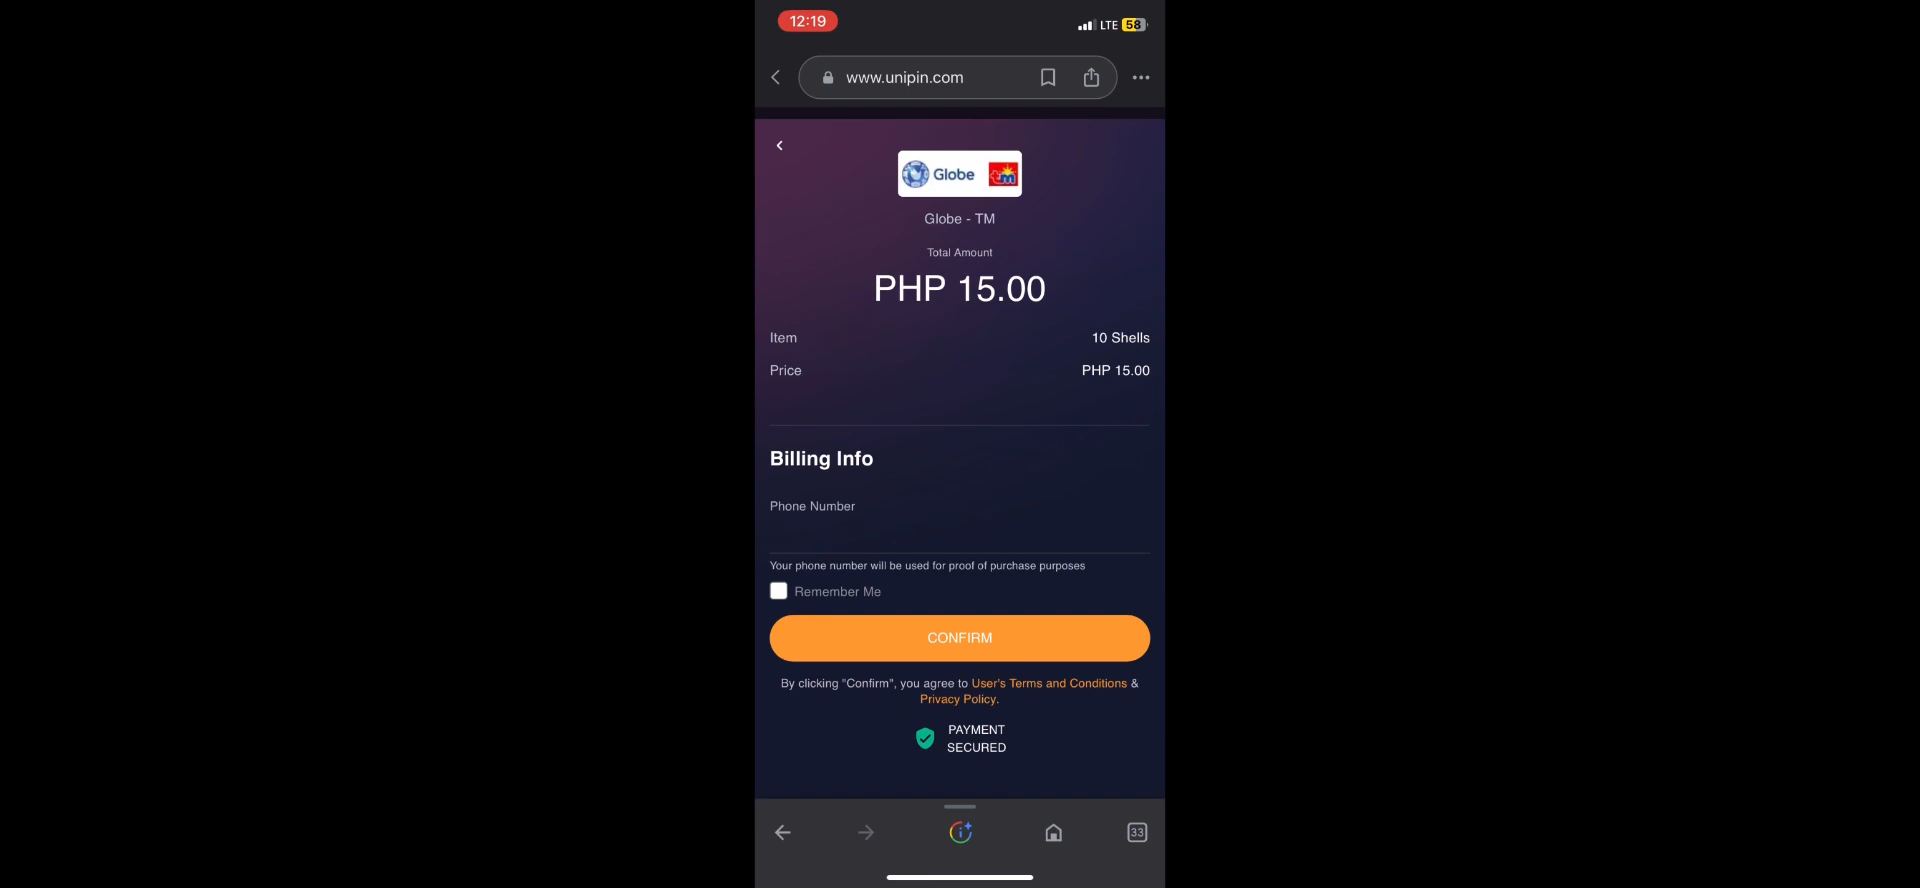 12:19
LTE 58
www.unipin.com
Globe tm
Globe - TM
Total Amount
PHP 15.00
Item 10 Shells
Price PHP 15.00
Billing Info
Phone Number
Your phone number will be used for proof of purchase purposes
Remember Me
CONFIRM
By clicking "Confirm", you agree to User's Terms and Conditions &
Privacy Policy.
PAYMENT
SECURED
33